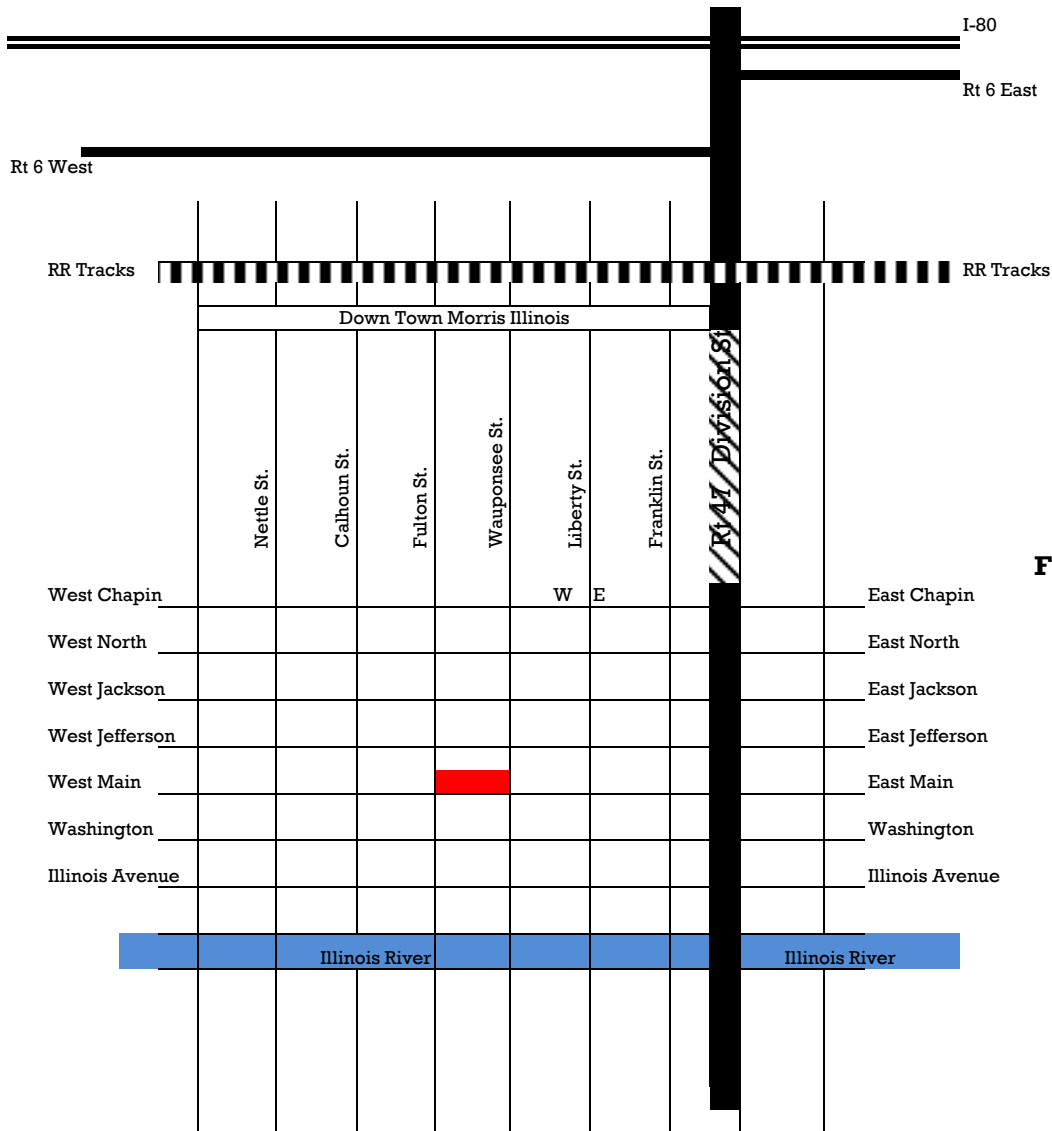 I-80
Rt 6 East
Rt 6 West
RR Tracks
RR Tracks
Down Town Morris Illinois
Rt 47 Division St
Nettle St.
Calhoun St.
Fulton St.
Wauponsee St.
Liberty St.
Franklin St.
F
West Chapin
W E
East Chapin
West North
East North
West Jackson
East Jackson
West Jefferson
East Jefferson
West Main
East Main
Washington
Washington
Illinois Avenue
Illinois Avenue
Illinois River
Illinois River